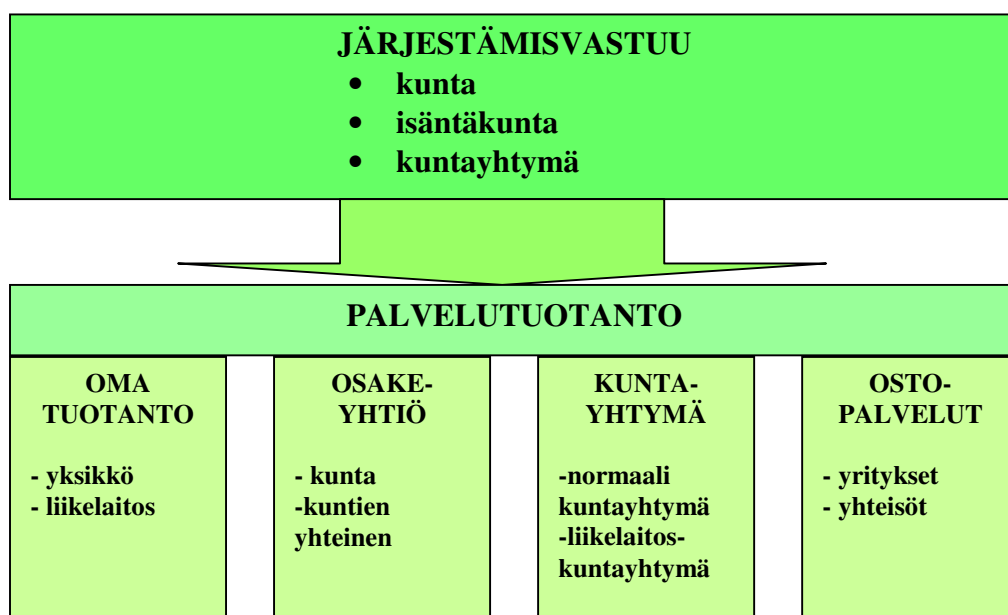 JÄRJESTÄMISVASTUU
• kunta
• isäntäkunta
• kuntayhtymä
PALVELUTUOTANTO
OMA
TUOTANTO
- yksikkö
- liikelaitos
OSAKE-
YHTIÖ
- kunta
-kuntien
yhteinen
KUNTA-
YHTYMÄ
-normaali
kuntayhtymä
-liikelaitos-
kuntayhtymä
OSTO-
PALVELUT
- yritykset
- yhteisöt